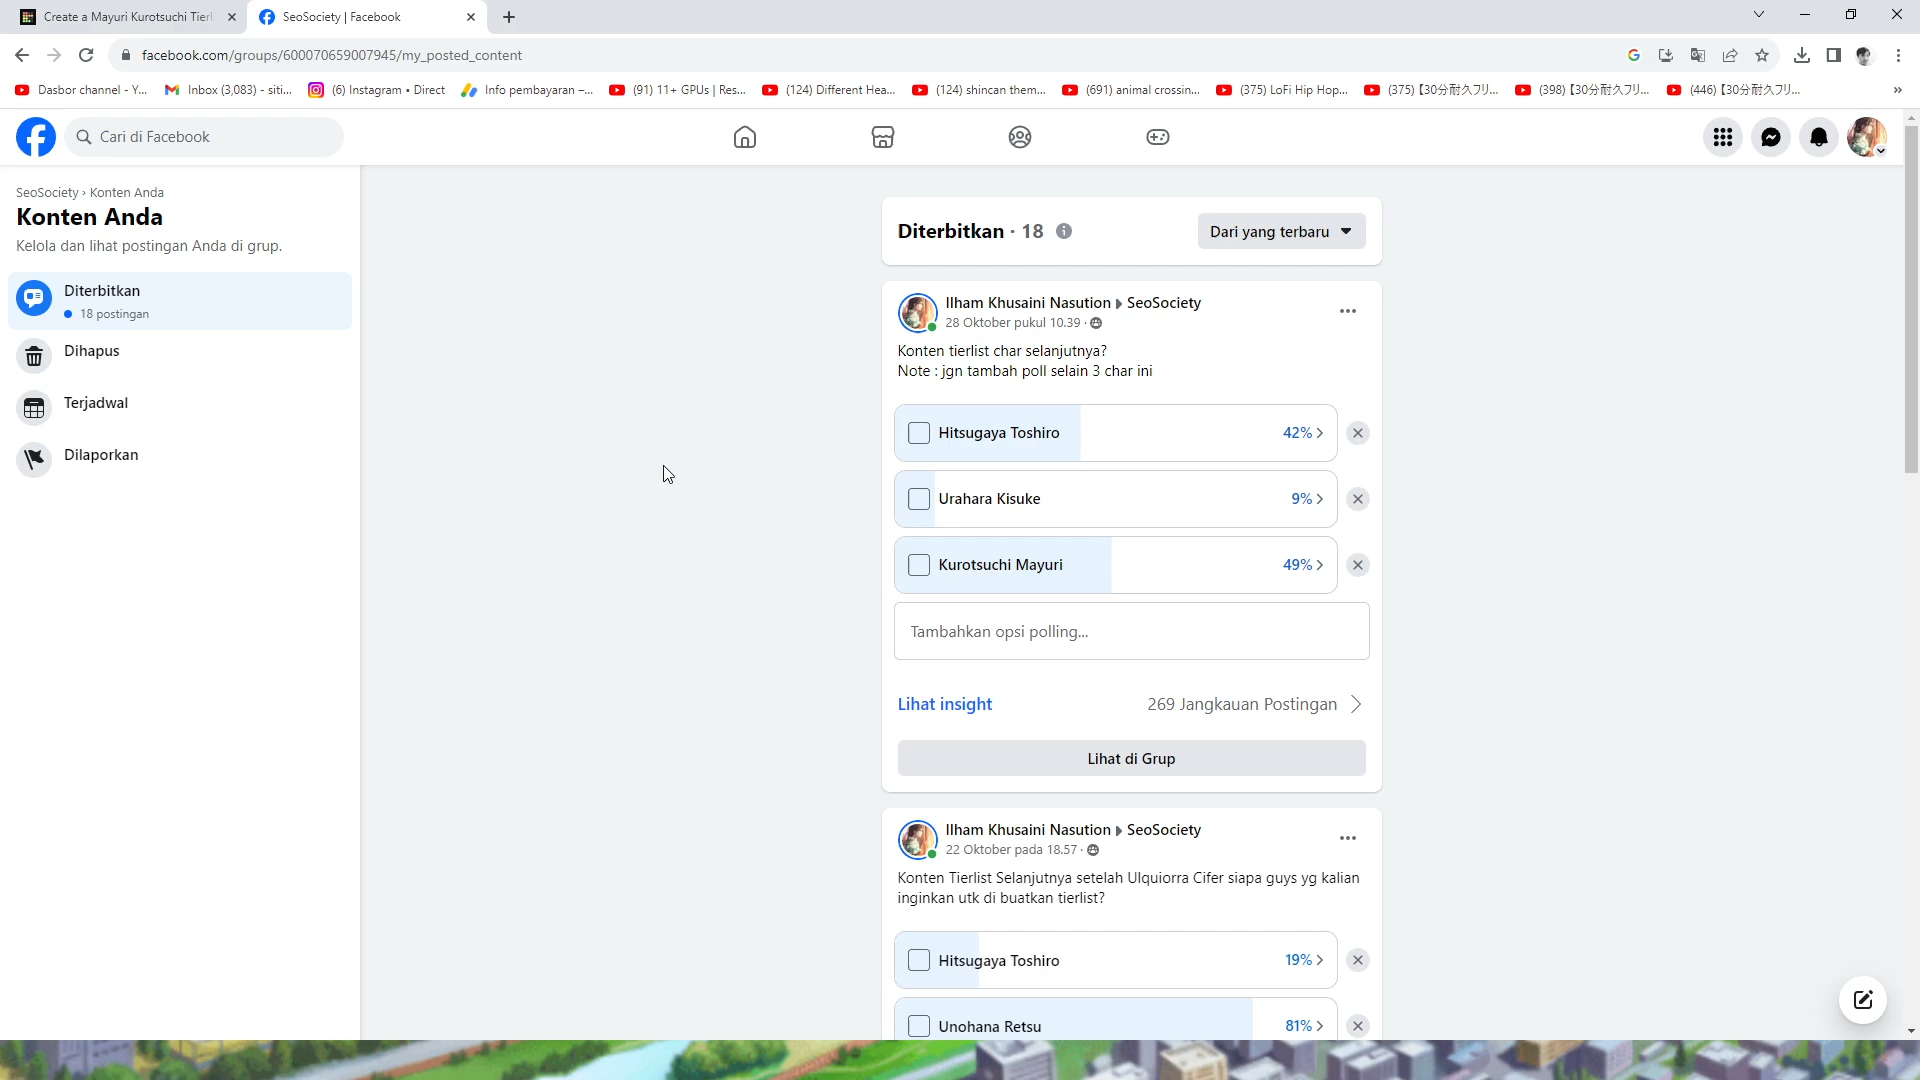 Create a Mayuri Kurotsuchi Tierl
SeoSociety | Facebook
facebook.com/groups/600070659007945/my_posted_content
Dasbor channel - Y...
Inbox (3,083) - siti...
(6) Instagram • Direct
Info pembayaran –...
(91) 11+ GPUs | Res...
(124) Different Hea...
(124) shincan them...
(691) animal crossin...
(375) LoFi Hip Hop...
(375)【30分耐久フリ...
(398)【30分耐久フリ...
(446)【30分耐久フリ...
Cari di Facebook
SeoSociety › Konten Anda
Konten Anda
Kelola dan lihat postingan Anda di grup.
Diterbitkan
18 postingan
Dihapus
Terjadwal
Dilaporkan
Diterbitkan · 18
Dari yang terbaru
Ilham Khusaini Nasution SeoSociety
28 Oktober pukul 10.39 ·
Konten tierlist char selanjutnya?
Note : jgn tambah poll selain 3 char ini
Hitsugaya Toshiro 42%
Urahara Kisuke 9%
Kurotsuchi Mayuri 49%
Tambahkan opsi polling...
Lihat insight 269 Jangkauan Postingan
Lihat di Grup
Ilham Khusaini Nasution SeoSociety
22 Oktober pada 18.57 ·
Konten Tierlist Selanjutnya setelah Ulquiorra Cifer siapa guys yg kalian
inginkan utk di buatkan tierlist?
Hitsugaya Toshiro 19%
Unohana Retsu 81%